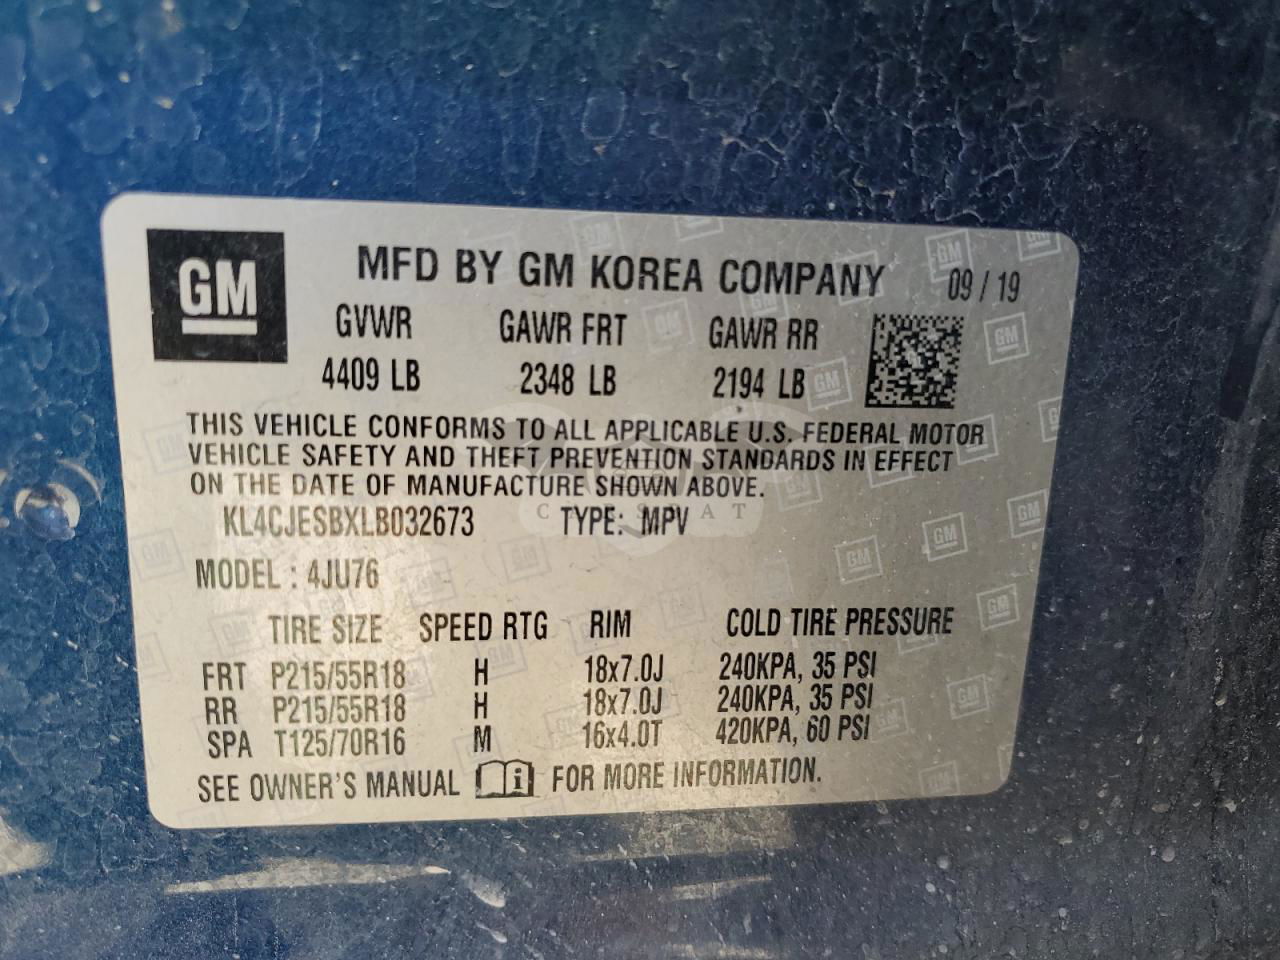 GM
MFD BY GM KOREA COMPANY 09 / 19
GVWR GAWR FRT GAWR RR
4409 LB 2348 LB 2194 LB
THIS VEHICLE CONFORMS TO ALL APPLICABLE U.S. FEDERAL MOTOR
VEHICLE SAFETY AND THEFT PREVENTION STANDARDS IN EFFECT
ON THE DATE OF MANUFACTURE SHOWN ABOVE.
KL4CJESBXLB032673 TYPE: MPV
MODEL : 4JU76
TIRE SIZE SPEED RTG RIM COLD TIRE PRESSURE
FRT P215/55R18 H 18x7.0J 240KPA, 35 PSI
RR P215/55R18 H 18x7.0J 240KPA, 35 PSI
SPA T125/70R16 M 16x4.0T 420KPA, 60 PSI
SEE OWNER'S MANUAL FOR MORE INFORMATION.